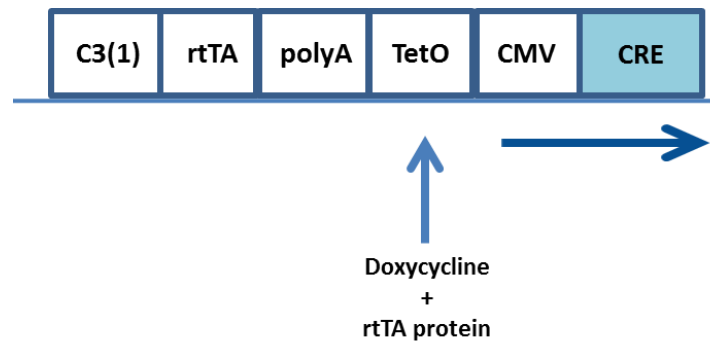 C3(1) rtTA polyA TetO CMV CRE
Doxycycline
+
rtTA protein